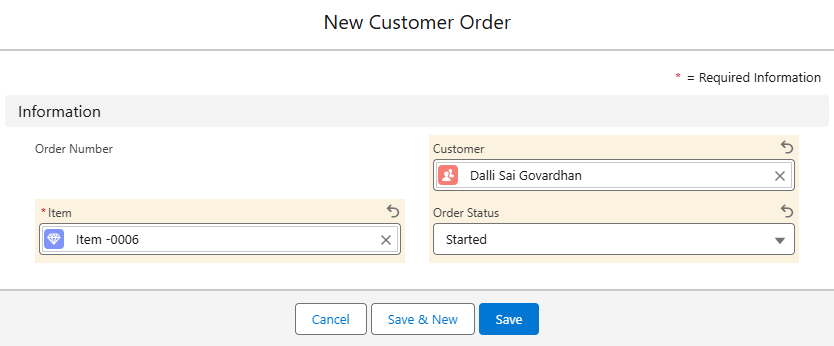 New Customer Order
* = Required Information
Information
Order Number
Customer
Dalli Sai Govardhan
*Item
Item -0006
Order Status
Started
Cancel
Save & New
Save